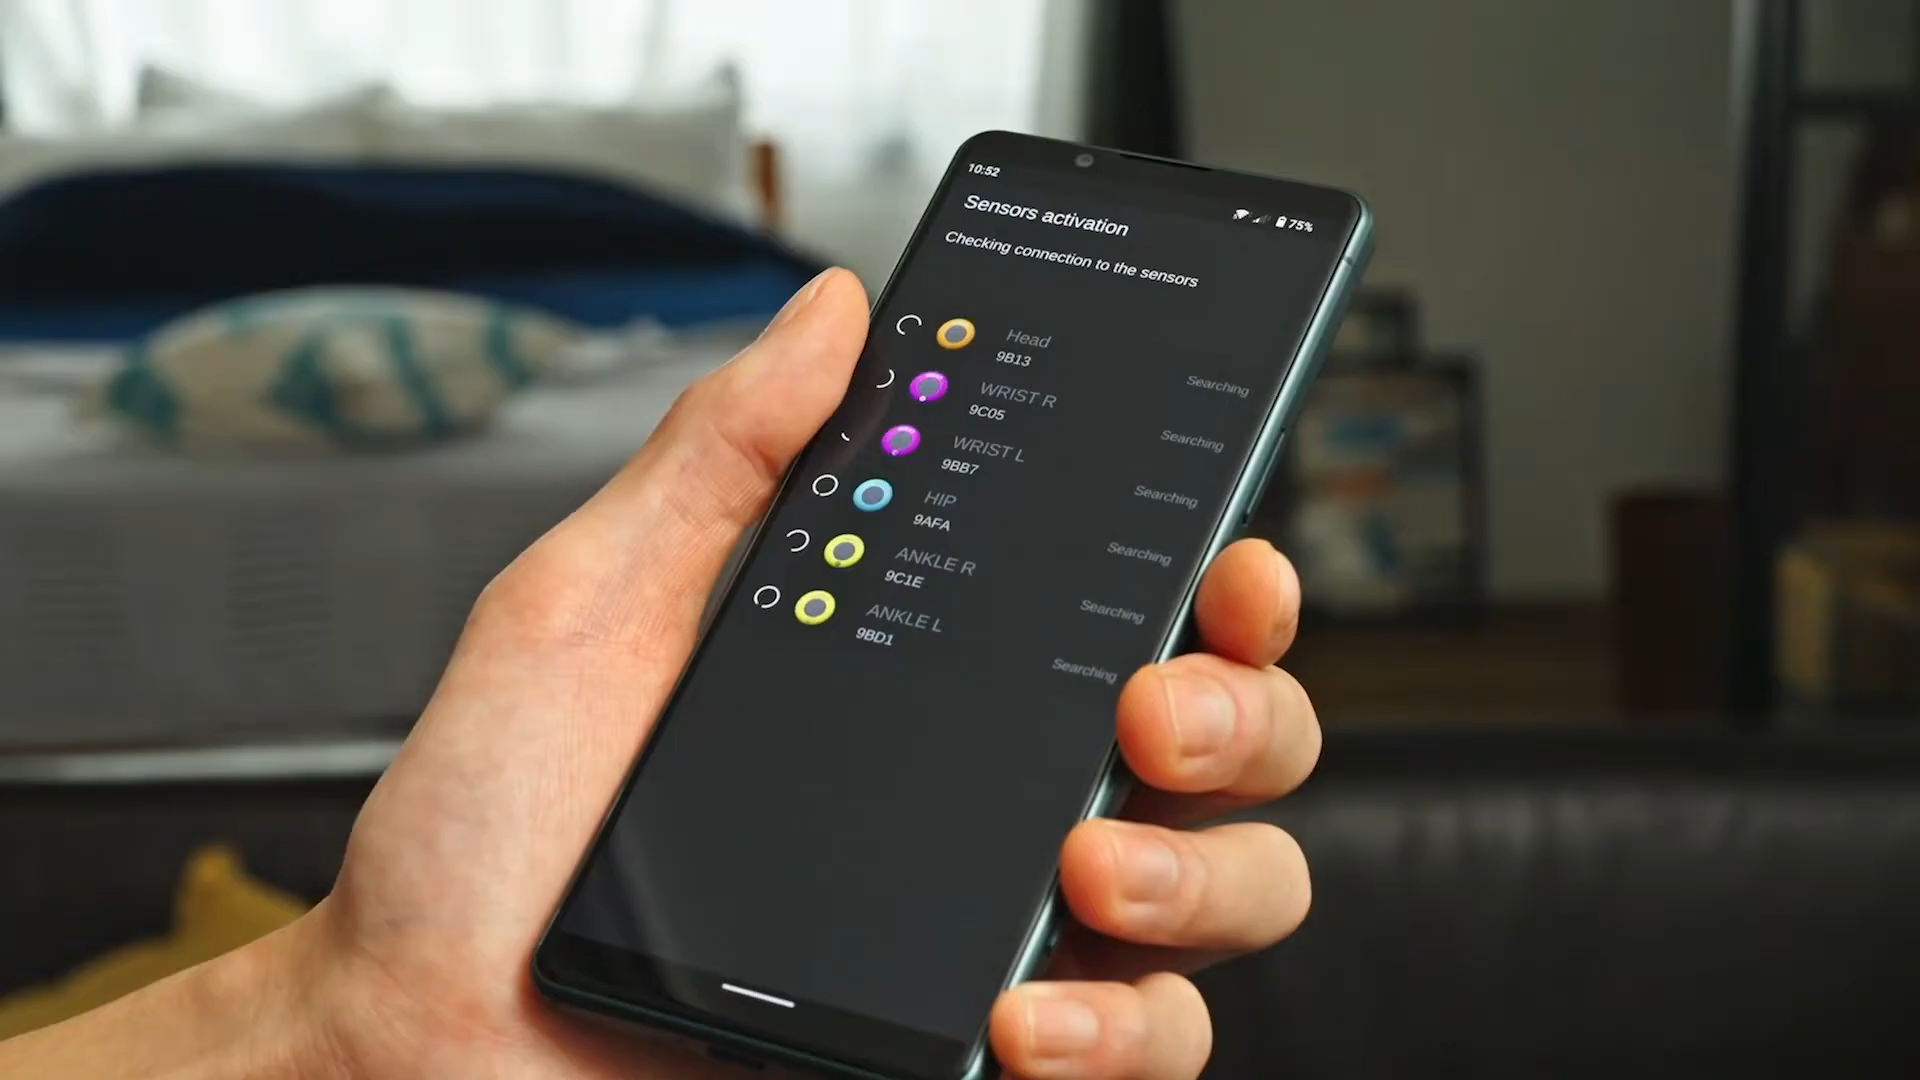 10:52
75%
Sensors activation
Checking connection to the sensors
Head
9B13
Searching
WRIST R
9C05
Searching
WRIST L
9BB7
Searching
HIP
9AFA
Searching
ANKLE R
9C1E
Searching
ANKLE L
9BD1
Searching